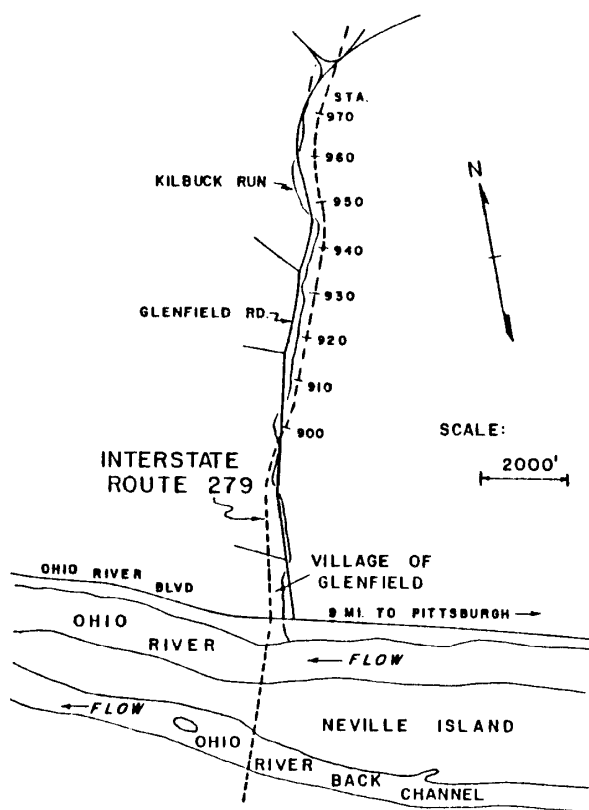 STA.
970
960
KILBUCK RUN
950
N
940
930
GLENFIELD RD.
920
910
900
SCALE:
2000'
INTERSTATE
ROUTE 279
VILLAGE OF
GLENFIELD
OHIO RIVER
BLVD
9 MI. TO PITTSBURGH
OHIO
RIVER
FLOW
FLOW
NEVILLE ISLAND
OHIO
RIVER
BACK
CHANNEL